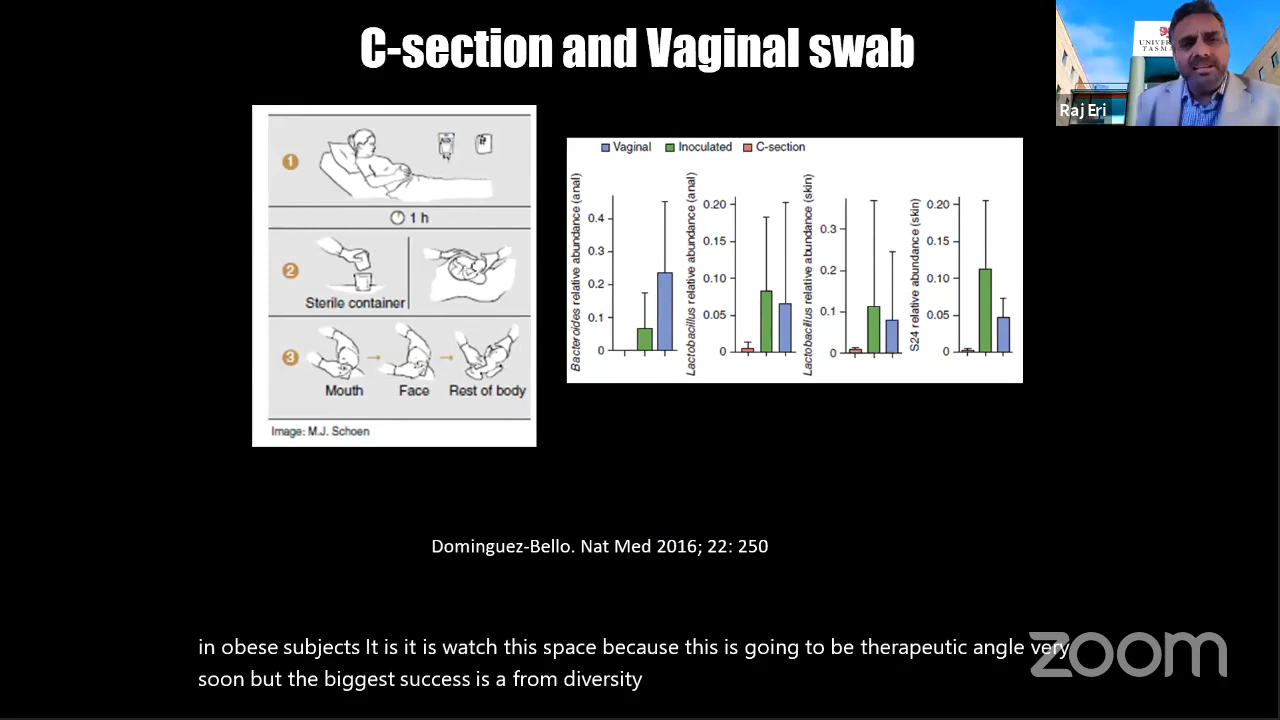 C-section and Vaginal swab
Raj Eri
1
1 h
2
Sterile container
3
Mouth Face Rest of body
Image: M.J. Schoen
Vaginal Inoculated C-section
Bacteroides relative abundance (anal)
0.4
0.3
0.2
0.1
0
Lactobacillus relative abundance (anal)
0.20
0.15
0.10
0.05
0
Lactobacillus relative abundance (skin)
0.3
0.2
0.1
0
S24 relative abundance (skin)
0.20
0.15
0.10
0.05
0
Dominguez-Bello. Nat Med 2016; 22: 250
in obese subjects It is it is watch this space because this is going to be therapeutic angle very
soon but the biggest success is a from diversity
zoom